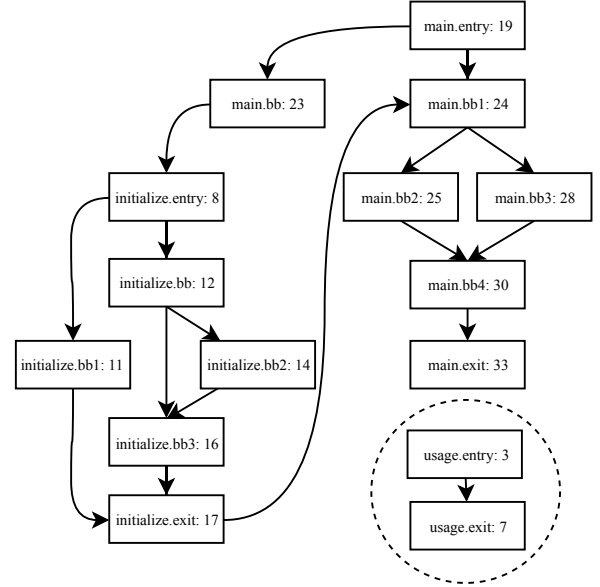 main.entry: 19
main.bb: 23
main.bb1: 24
initialize.entry: 8
main.bb2: 25
main.bb3: 28
initialize.bb: 12
main.bb4: 30
initialize.bb1: 11
initialize.bb2: 14
main.exit: 33
initialize.bb3: 16
usage.entry: 3
initialize.exit: 17
usage.exit: 7